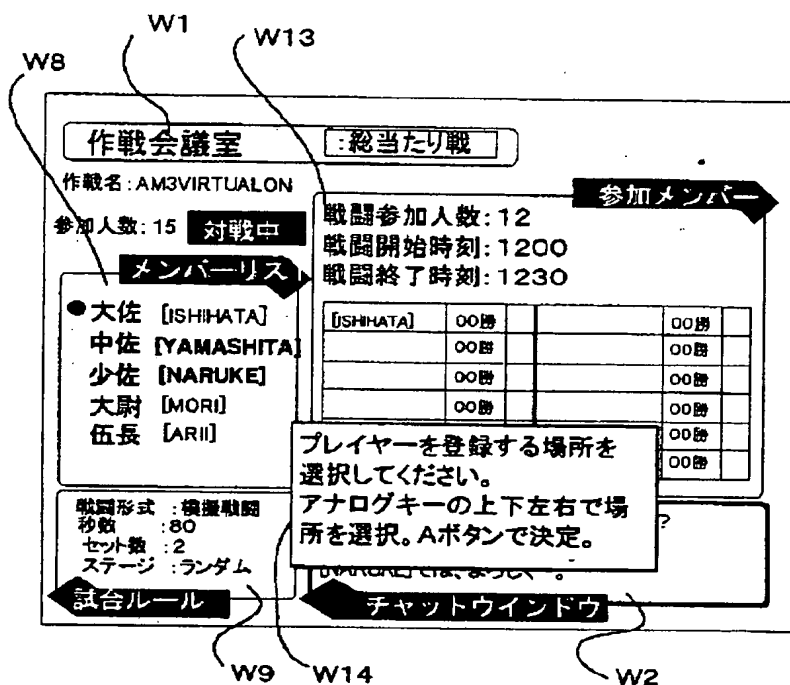 W1
W13
W8
作戦会議室
:総当たり戦
作戦名:AM3VIRTUALON
参加人数:15 対戦中
参加メンバー
戦闘参加人数:12
戦闘開始時刻:1200
戦闘終了時刻:1230
メンバーリスト
大佐 [ISHIHATA]
中佐 [YAMASHITA]
少佐 [NARUKE]
大尉 [MORI]
伍長 [ARII]
[ISHIHATA] 00勝 00勝
00勝 00勝
00勝 00勝
00勝 00勝
00勝
00勝
プレイヤーを登録する場所を
選択してください。
アナログキーの上下左右で場
所を選択。Aボタンで決定。
戦闘形式 :模擬戦闘
秒数 :80
セット数 :2
ステージ :ランダム
試合ルール
?
チャットウインドウ
W9
W14
W2